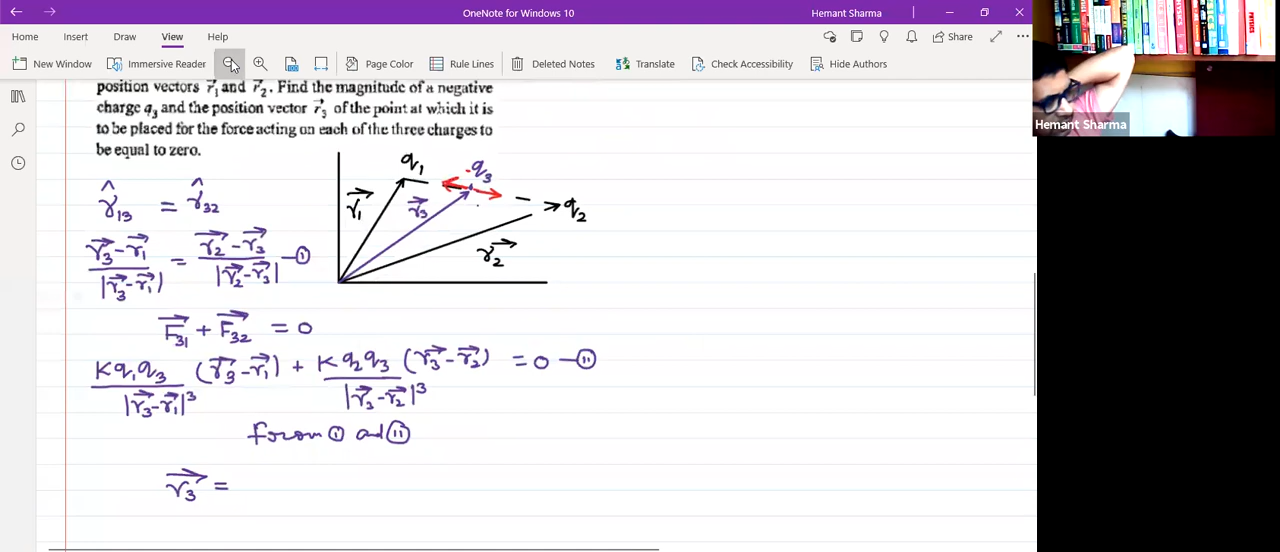 OneNote for Windows 10
Hemant Sharma
Home Insert Draw View Help
Share
New Window Immersive Reader Page Color Rule Lines Deleted Notes Translate Check Accessibility Hide Authors
Hemant Sharma
position vectors r⃗₁ and r⃗₂. Find the magnitude of a negative
charge q₃ and the position vector r⃗₃ of the point at which it is
to be placed for the force acting on each of the three charges to
be equal to zero.
q₁ -q₃
r̂₁₃ = r̂₃₂
r⃗₁ r⃗₃ q₂
r⃗₂
(r⃗₃ - r⃗₁)/|r⃗₃ - r⃗₁| = (r⃗₂ - r⃗₃)/|r⃗₂ - r⃗₃| — ①
F⃗₃₁ + F⃗₃₂ = 0
Kq₁q₃/|r⃗₃ - r⃗₁|³ (r⃗₃ - r⃗₁) + Kq₂q₃/|r⃗₃ - r⃗₂|³ (r⃗₃ - r⃗₂) = 0 — ⑪
from ① and ⑪
r⃗₃ =